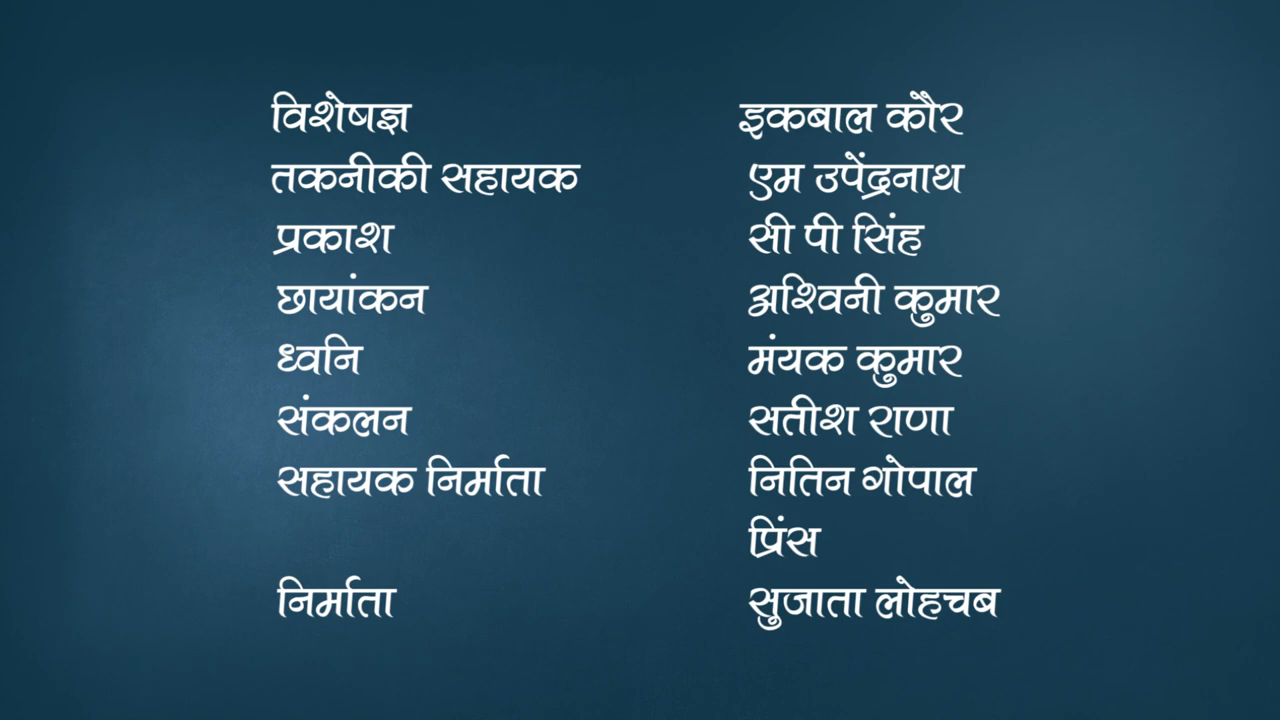 विशेषज्ञ इकबाल कौर
तकनीकी सहायक एम उपेंद्रनाथ
प्रकाश सी पी सिंह
छायांकन अश्विनी कुमार
ध्वनि मंयक कुमार
संकलन सतीश राणा
सहायक निर्माता नितिन गोपाल
प्रिंस
निर्माता सुजाता लोहचब